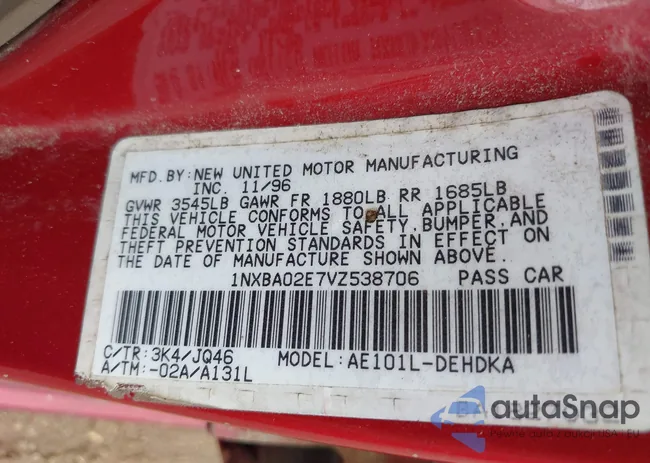 MFD.BY:NEW UNITED MOTOR MANUFACTURING
INC. 11/96
GVWR 3545LB GAWR FR 1880LB RR 1685LB
THIS VEHICLE CONFORMS TO ALL APPLICABLE
FEDERAL MOTOR VEHICLE SAFETY,BUMPER,AND
THEFT PREVENTION STANDARDS IN EFFECT ON
THE DATE OF MANUFACTURE SHOWN ABOVE.
1NXBA02E7VZ538706 PASS CAR
C/TR:3K4/JQ46 MODEL:AE101L-DEHDKA
A/TM:-02A/A131L
autaSnap